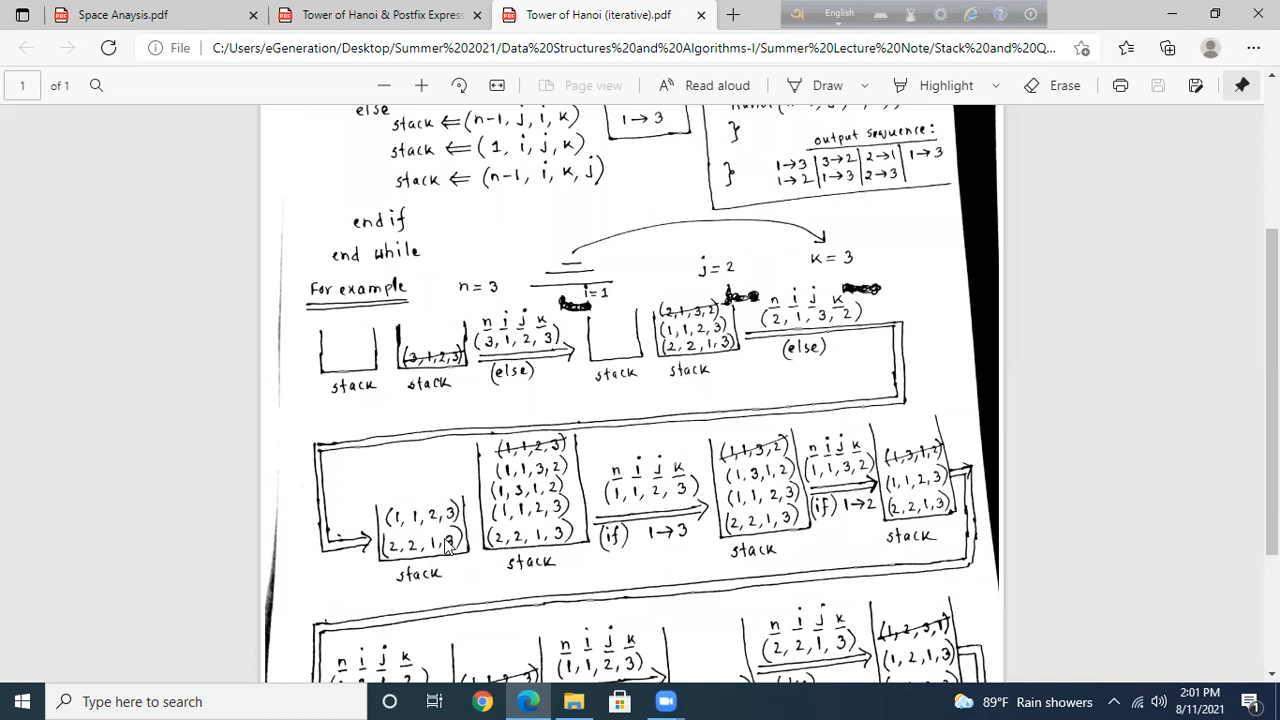 Space Anaysis.pdf
Tower of Hanoi & Postfix Express
Tower of Hanoi (iterative).pdf
English
File
C:/Users/eGeneration/Desktop/Summer%202021/Data%20Structures%20and%20Algorithms-I/Summer%20Lecture%20Note/Stack%20and%20Q...
1 of 1
Page view
Read aloud
Draw
Highlight
Erase
else
stack ⇐ (n-1, j, i, k)
stack ⇐ (1, i, j, k)
stack ⇐ (n-1, i, k, j)
1→3
}
}
output sequence:
1→3 | 3→2 | 2→1 | 1→3
1→2 | 1→3 | 2→3
end if
end while
For example
n = 3
i=1
j = 2
k = 3
stack
(3,1,2,3)
stack
n i j k
(3, 1, 2, 3)
(else)
stack
(2,1,3,2)
(1,1,2,3)
(2, 2, 1, 3)
stack
n i j k
(2, 1, 3, 2)
(else)
(1, 1, 2, 3)
(2, 2, 1, 3)
stack
(1,1,2,3)
(1,1,3,2)
(1, 3, 1, 2)
(1, 1, 2, 3)
(2, 2, 1, 3)
stack
n i j k
(1, 1, 2, 3)
(if) 1→3
(1,1,3,2)
(1, 3, 1, 2)
(1, 1, 2, 3)
(2, 2, 1, 3)
stack
n i j k
(1, 1, 3, 2)
(if) 1→2
(1,3,1,2)
(1, 1, 2, 3)
(2, 2, 1, 3)
stack
n i j k
n i j k
(1, 1, 2, 3)
n i j k
(2, 2, 1, 3)
(1, 2, 3, 1)
(1, 2, 1, 3)
Type here to search
89°F Rain showers
2:01 PM
8/11/2021